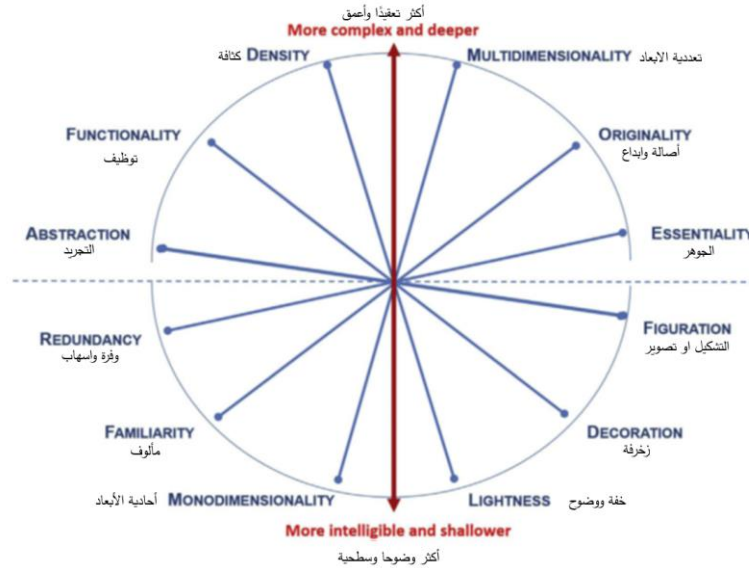 أكثر تعقيدًا وأعمق
More complex and deeper
كثافة DENSITY
MULTIDIMENSIONALITY تعددية الابعاد
FUNCTIONALITY
توظيف
ORIGINALITY
أصالة وابداع
ABSTRACTION
التجريد
ESSENTIALITY
الجوهر
REDUNDANCY
وفرة واسهاب
FIGURATION
التشكيل او تصوير
FAMILIARITY
مألوف
DECORATION
زخرفة
أحادية الأبعاد MONODIMENSIONALITY
LIGHTNESS خفة ووضوح
More intelligible and shallower
أكثر وضوحا وسطحية